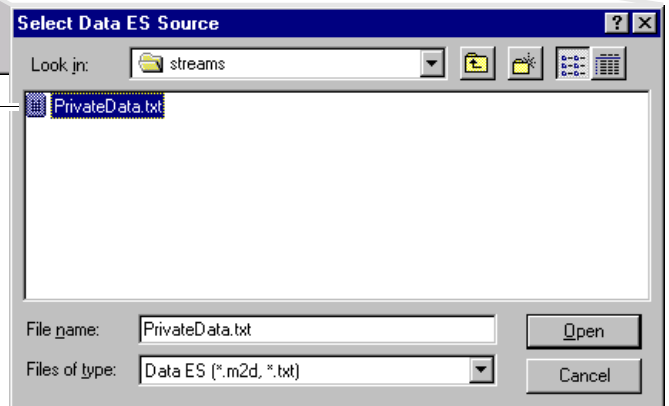 Select Data ES Source
Look in: streams
PrivateData.txt
File name: PrivateData.txt Open
Files of type: Data ES (*.m2d, *.txt) Cancel